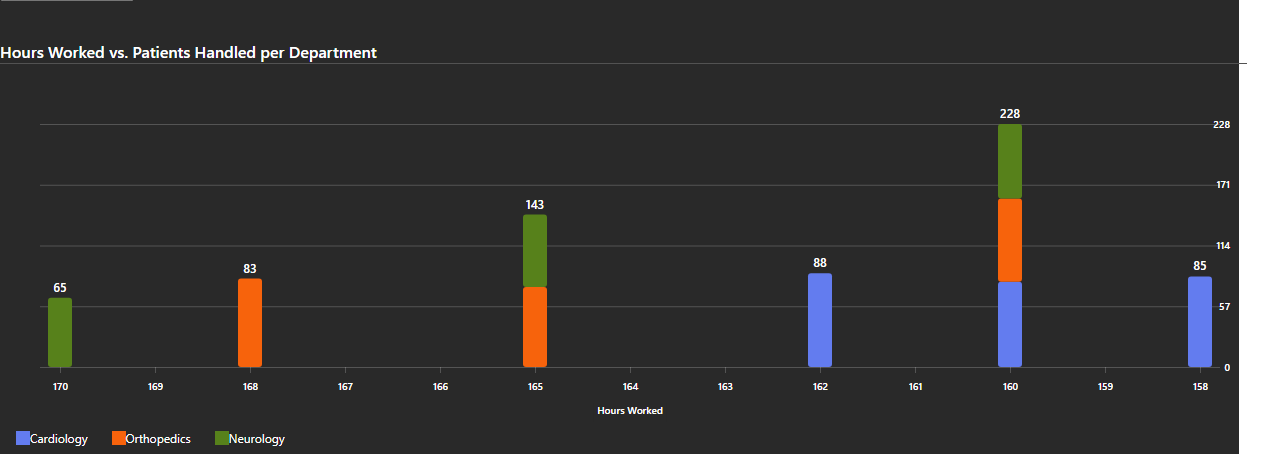 Hours Worked vs. Patients Handled per Department
228
228
143
171
83
88
85
114
65
57
0
170 169 168 167 166 165 164 163 162 161 160 159 158
Hours Worked
Cardiology Orthopedics Neurology